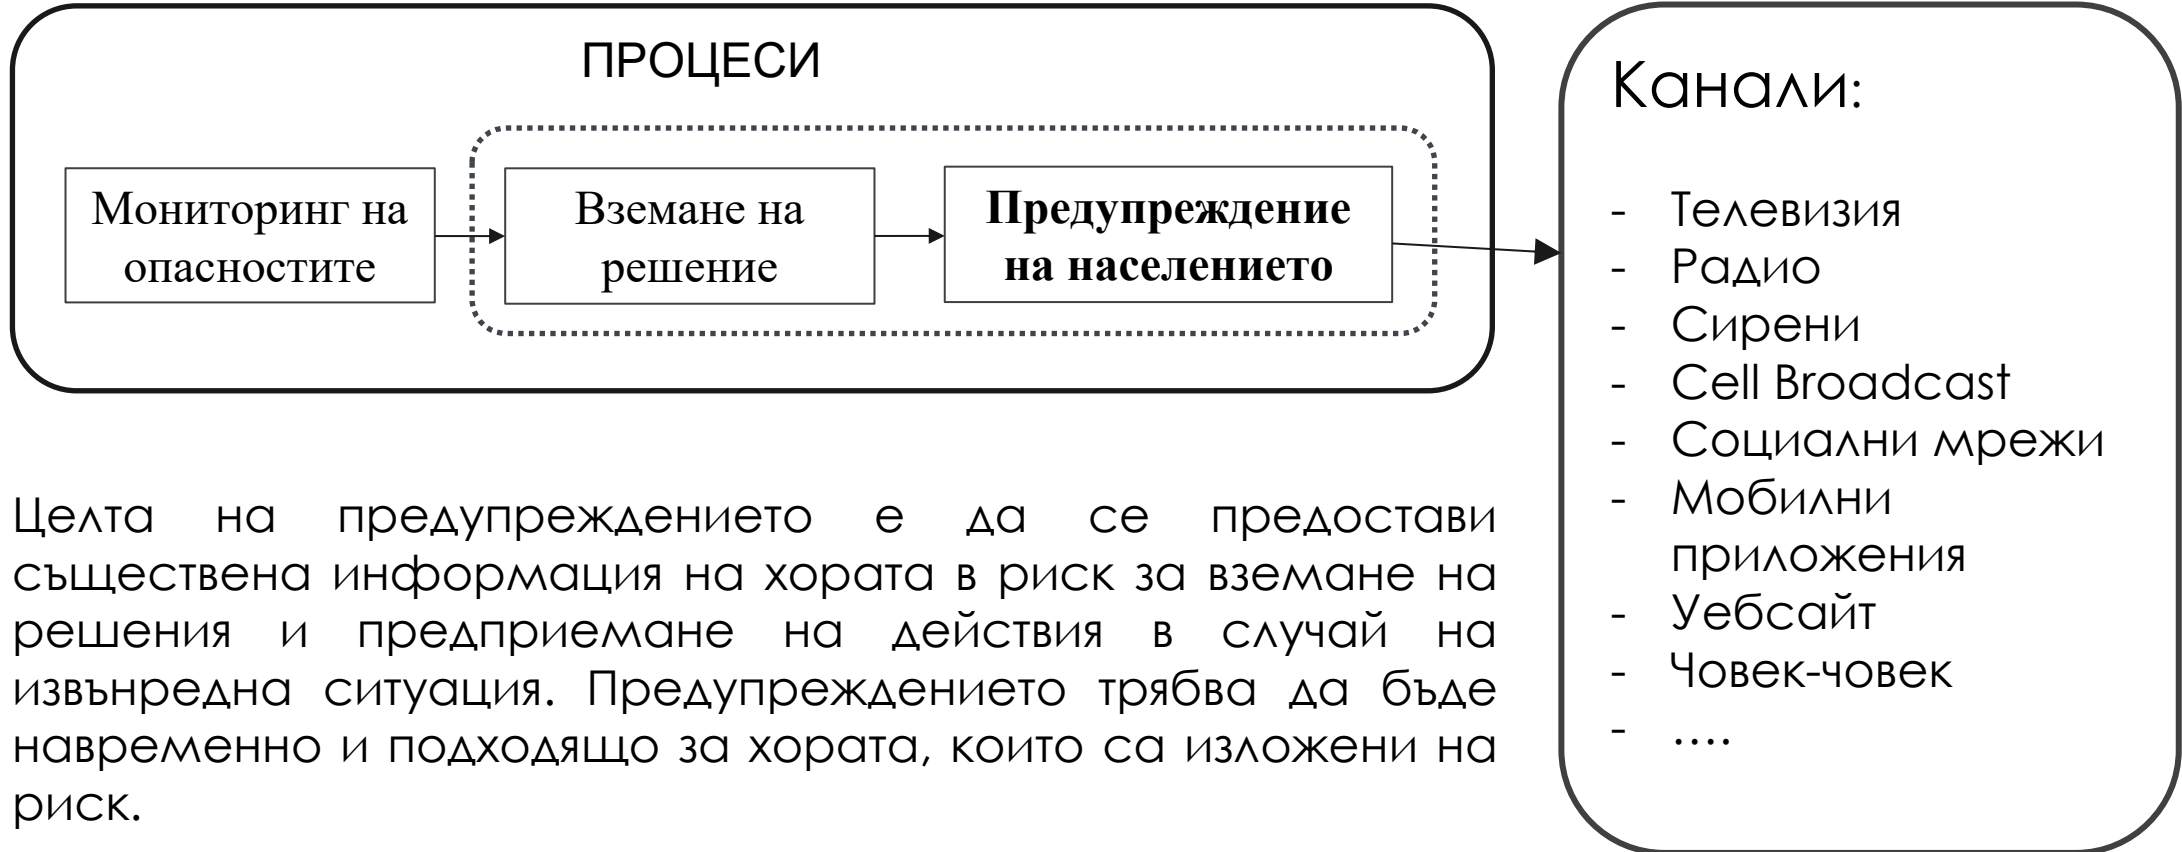 ПРОЦЕСИ
Мониторинг на
опасностите
Вземане на
решение
Предупреждение
на населението
Целта на предупреждението е да се предостави
съществена информация на хората в риск за вземане на
решения и предприемане на действия в случай на
извънредна ситуация. Предупреждението трябва да бъде
навременно и подходящо за хората, които са изложени на
риск.
Канали:
- Телевизия
- Радио
- Сирени
- Cell Broadcast
- Социални мрежи
- Мобилни
приложения
- Уебсайт
- Човек-човек
- ....